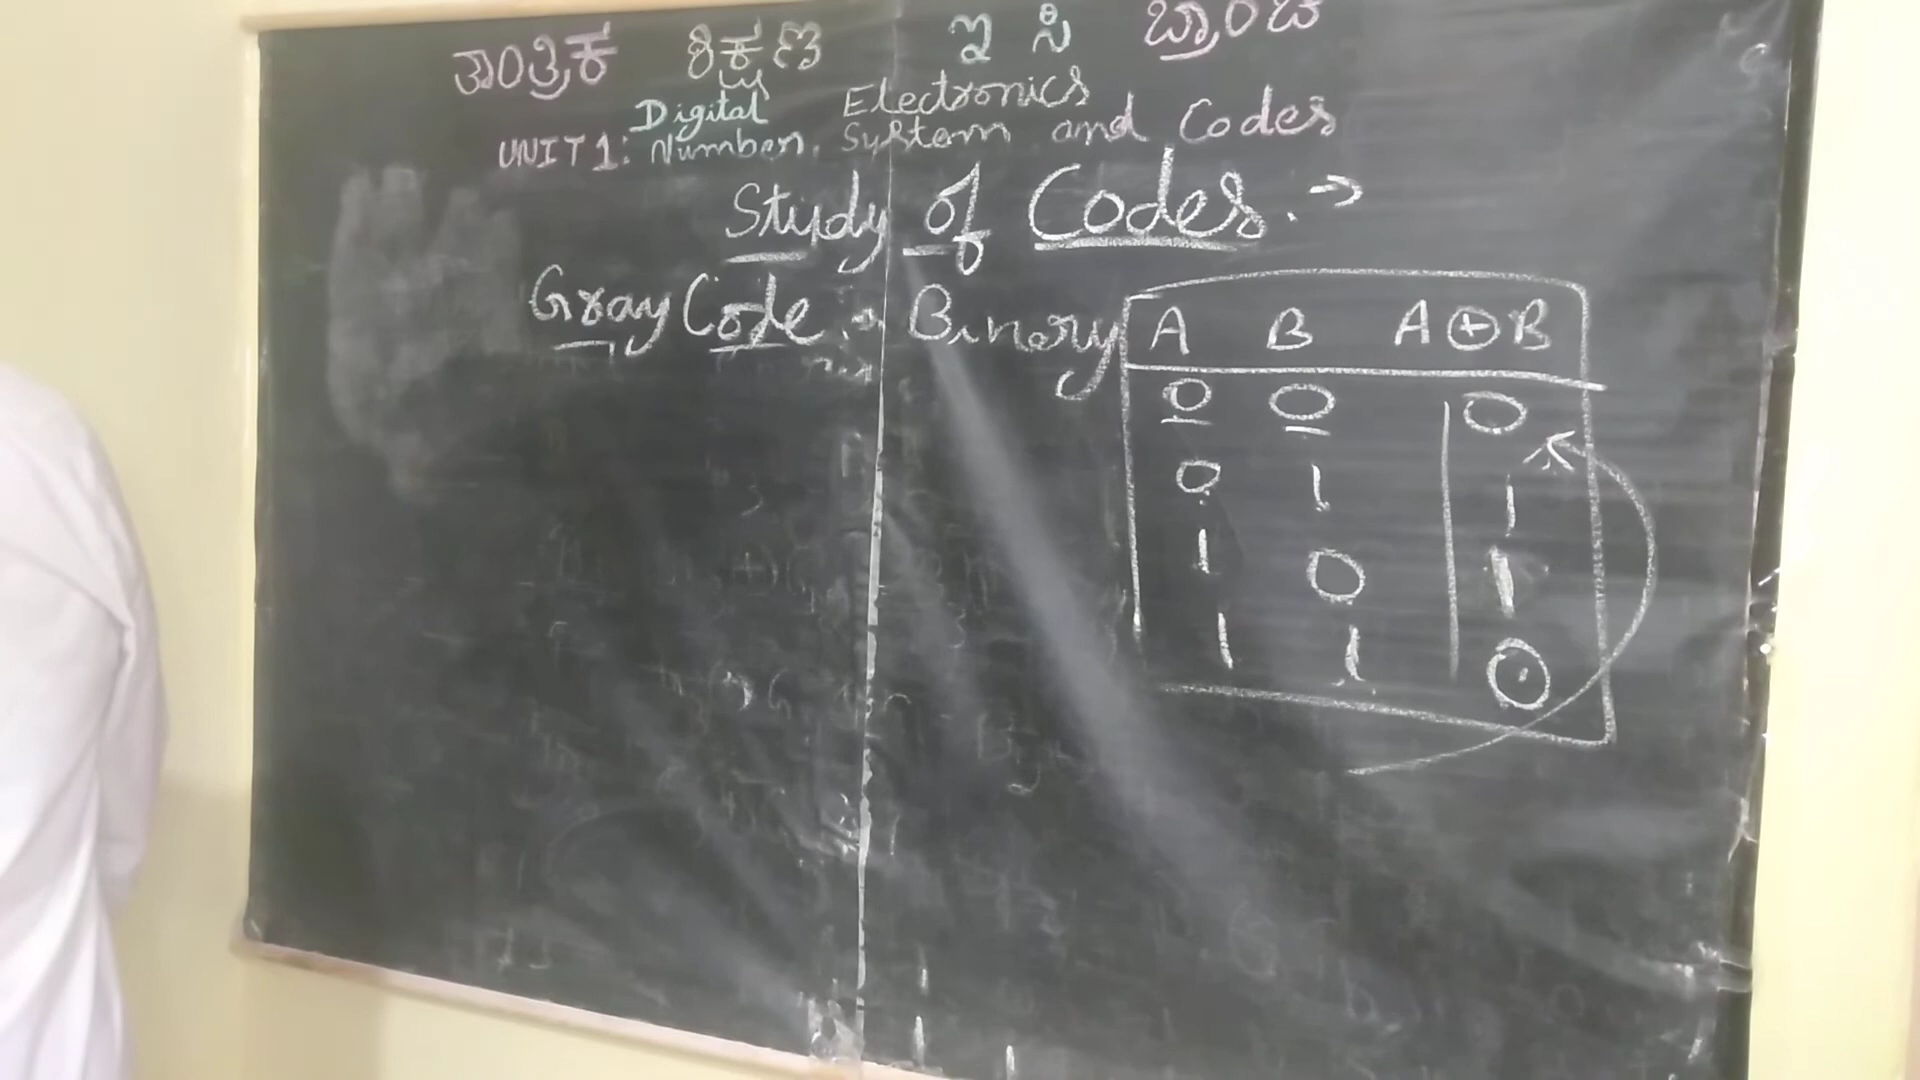 ತಾಂತ್ರಿಕ ಶಿಕ್ಷಣ ಇ ಸಿ ಬ್ರಾಂಚ
Digital Electronics
UNIT 1: Number System and Codes
Study of Codes. →
Gray Code → Binary
A B A ⊕ B
0 0 0
0 1 1
1 0 1
1 1 0